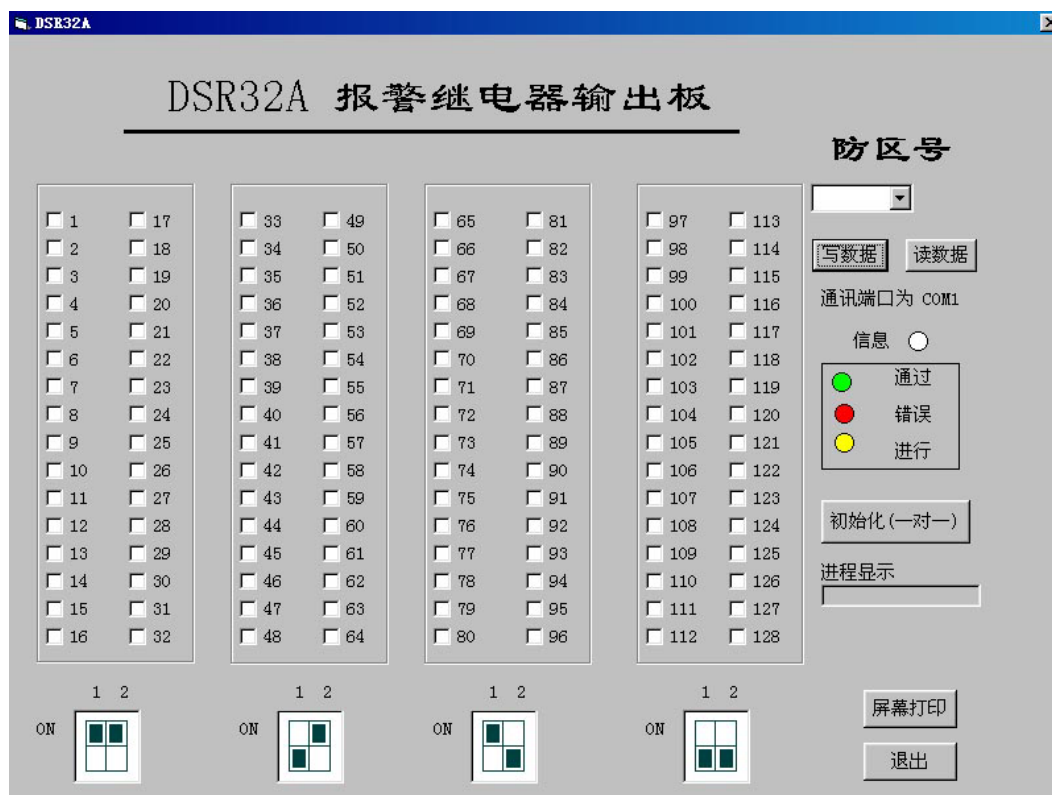 DSR32A
DSR32A 报警继电器输出板
防区号
1 17 33 49 65 81 97 113
2 18 34 50 66 82 98 114
3 19 35 51 67 83 99 115
4 20 36 52 68 84 100 116
5 21 37 53 69 85 101 117
6 22 38 54 70 86 102 118
7 23 39 55 71 87 103 119
8 24 40 56 72 88 104 120
9 25 41 57 73 89 105 121
10 26 42 58 74 90 106 122
11 27 43 59 75 91 107 123
12 28 44 60 76 92 108 124
13 29 45 61 77 93 109 125
14 30 46 62 78 94 110 126
15 31 47 63 79 95 111 127
16 32 48 64 80 96 112 128
写数据 读数据
通讯端口为 COM1
信息
通过
错误
进行
初始化(一对一)
进程显示
1 2 1 2 1 2 1 2
ON ON ON ON
屏幕打印
退出